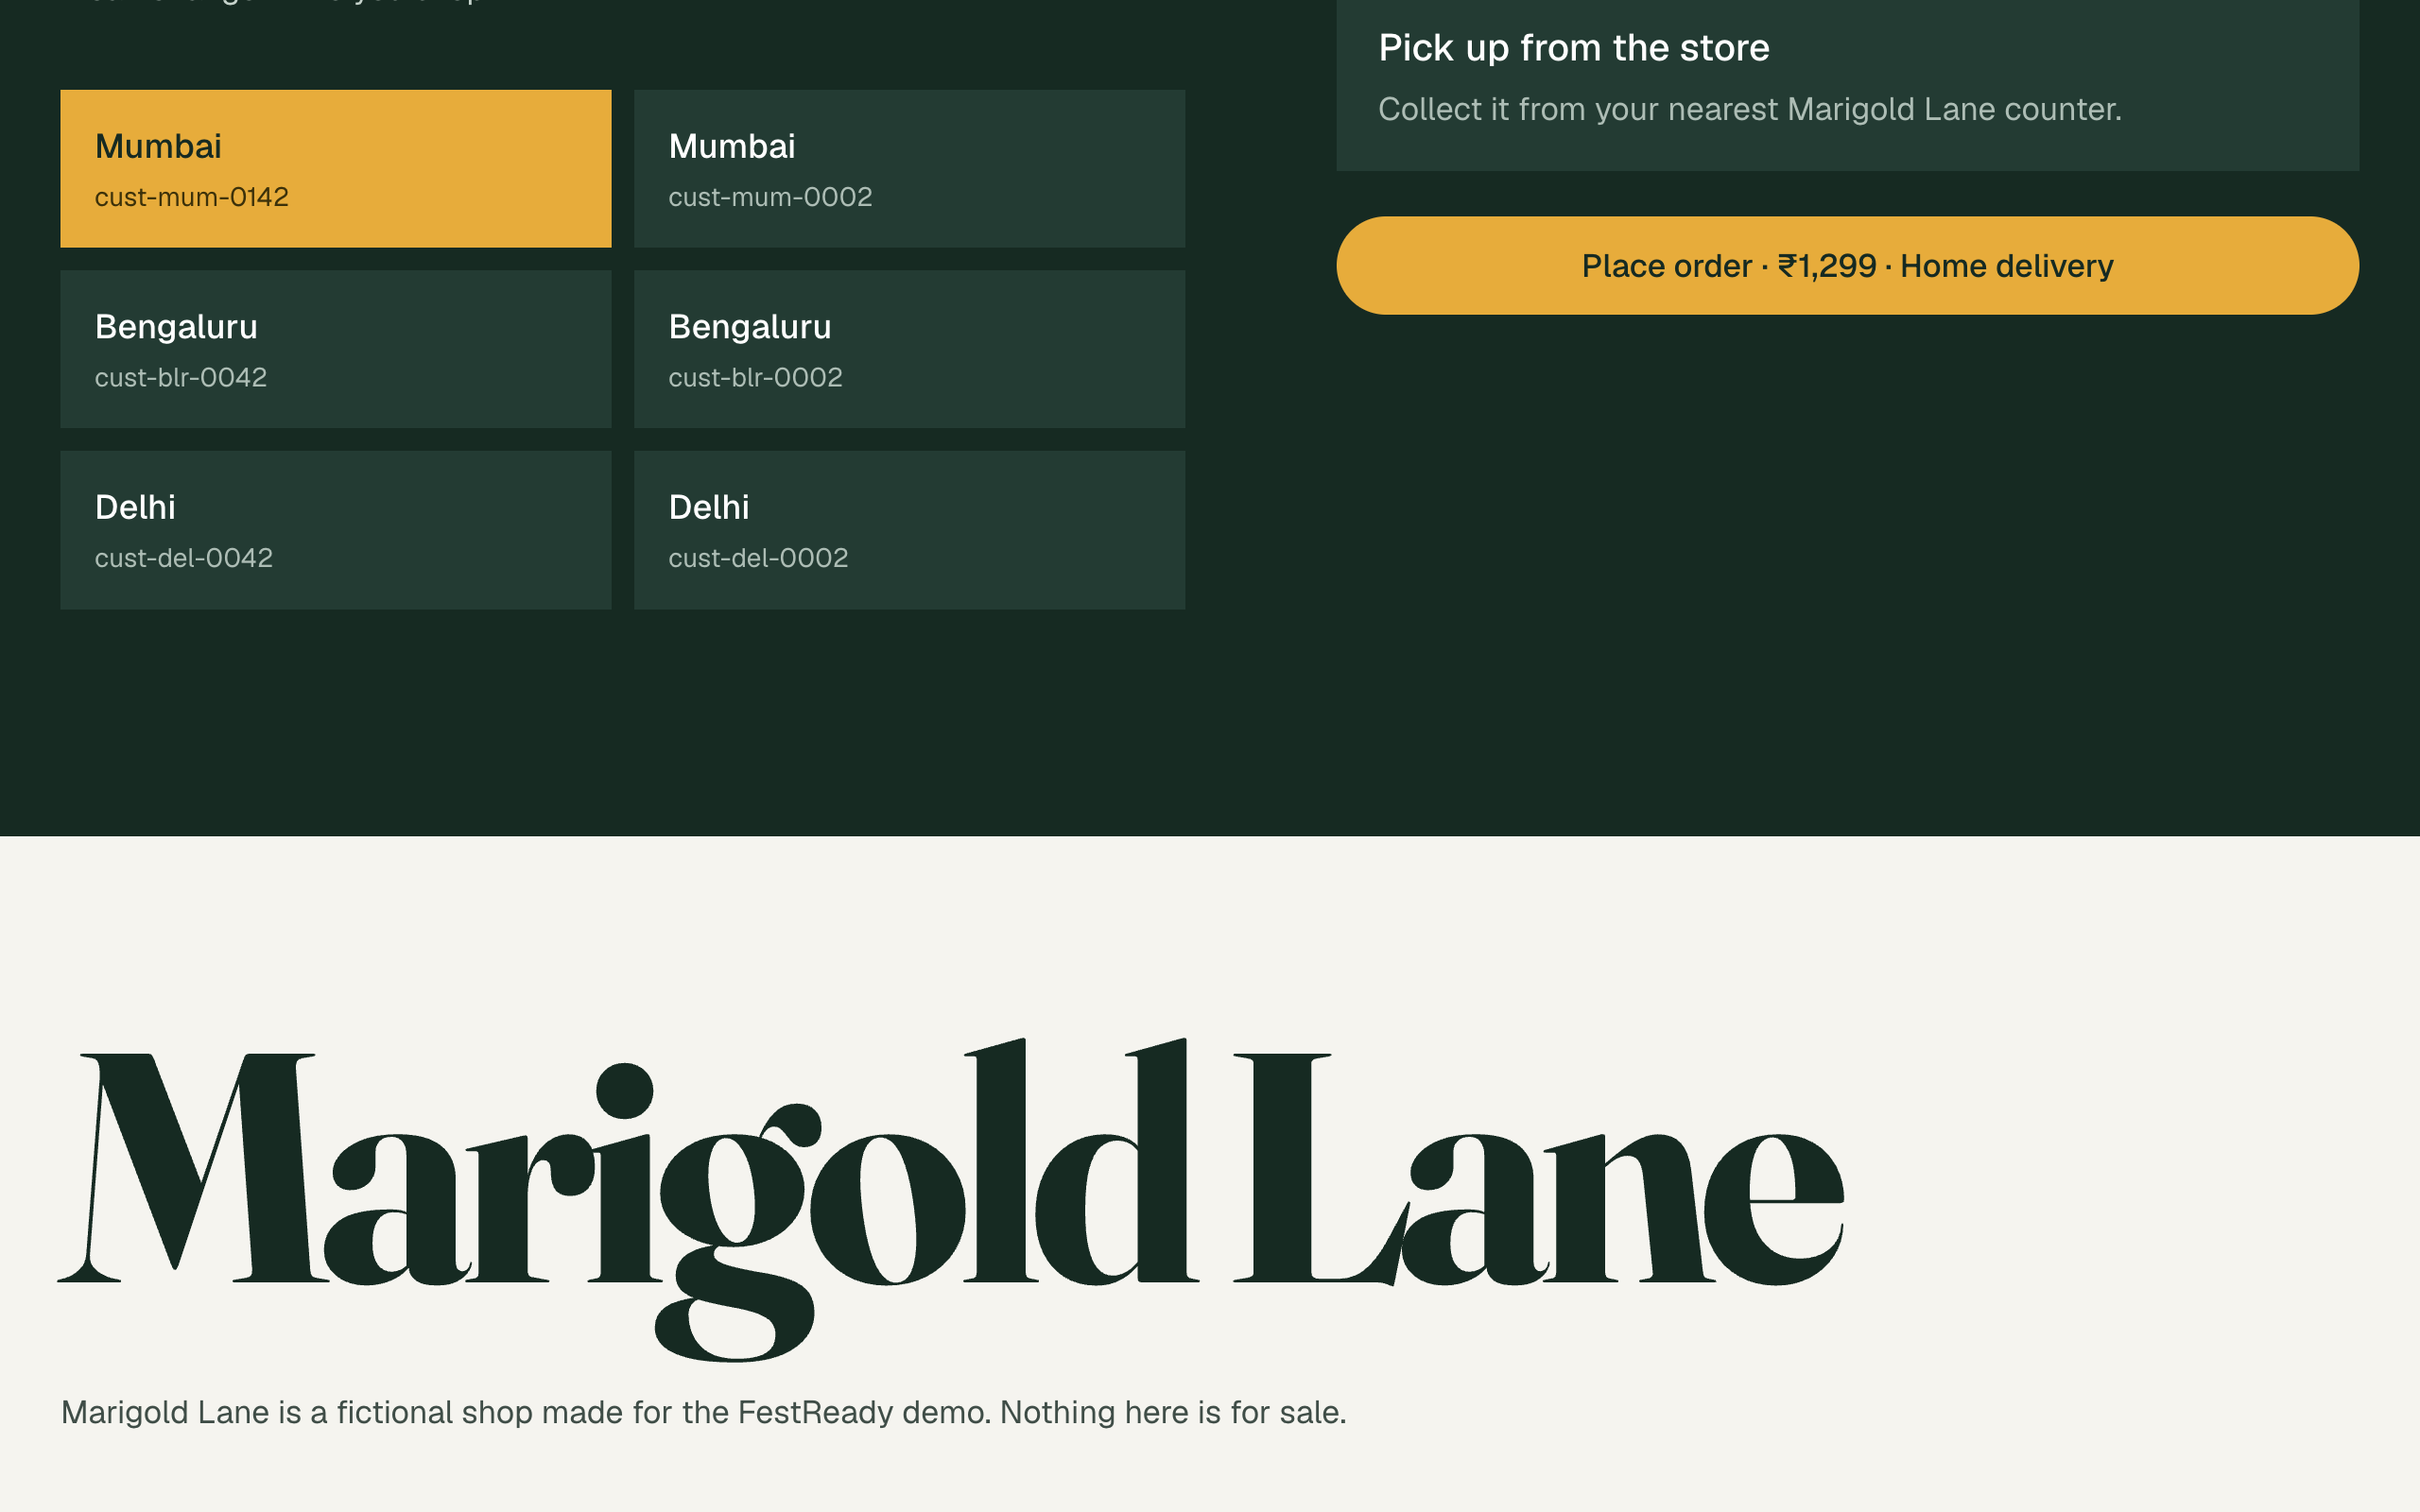 Mumbai
cust-mum-0142
Mumbai
cust-mum-0002
Bengaluru
cust-blr-0042
Bengaluru
cust-blr-0002
Delhi
cust-del-0042
Delhi
cust-del-0002
Pick up from the store
Collect it from your nearest Marigold Lane counter.
Place order · ₹1,299 · Home delivery
Marigold Lane
Marigold Lane is a fictional shop made for the FestReady demo. Nothing here is for sale.